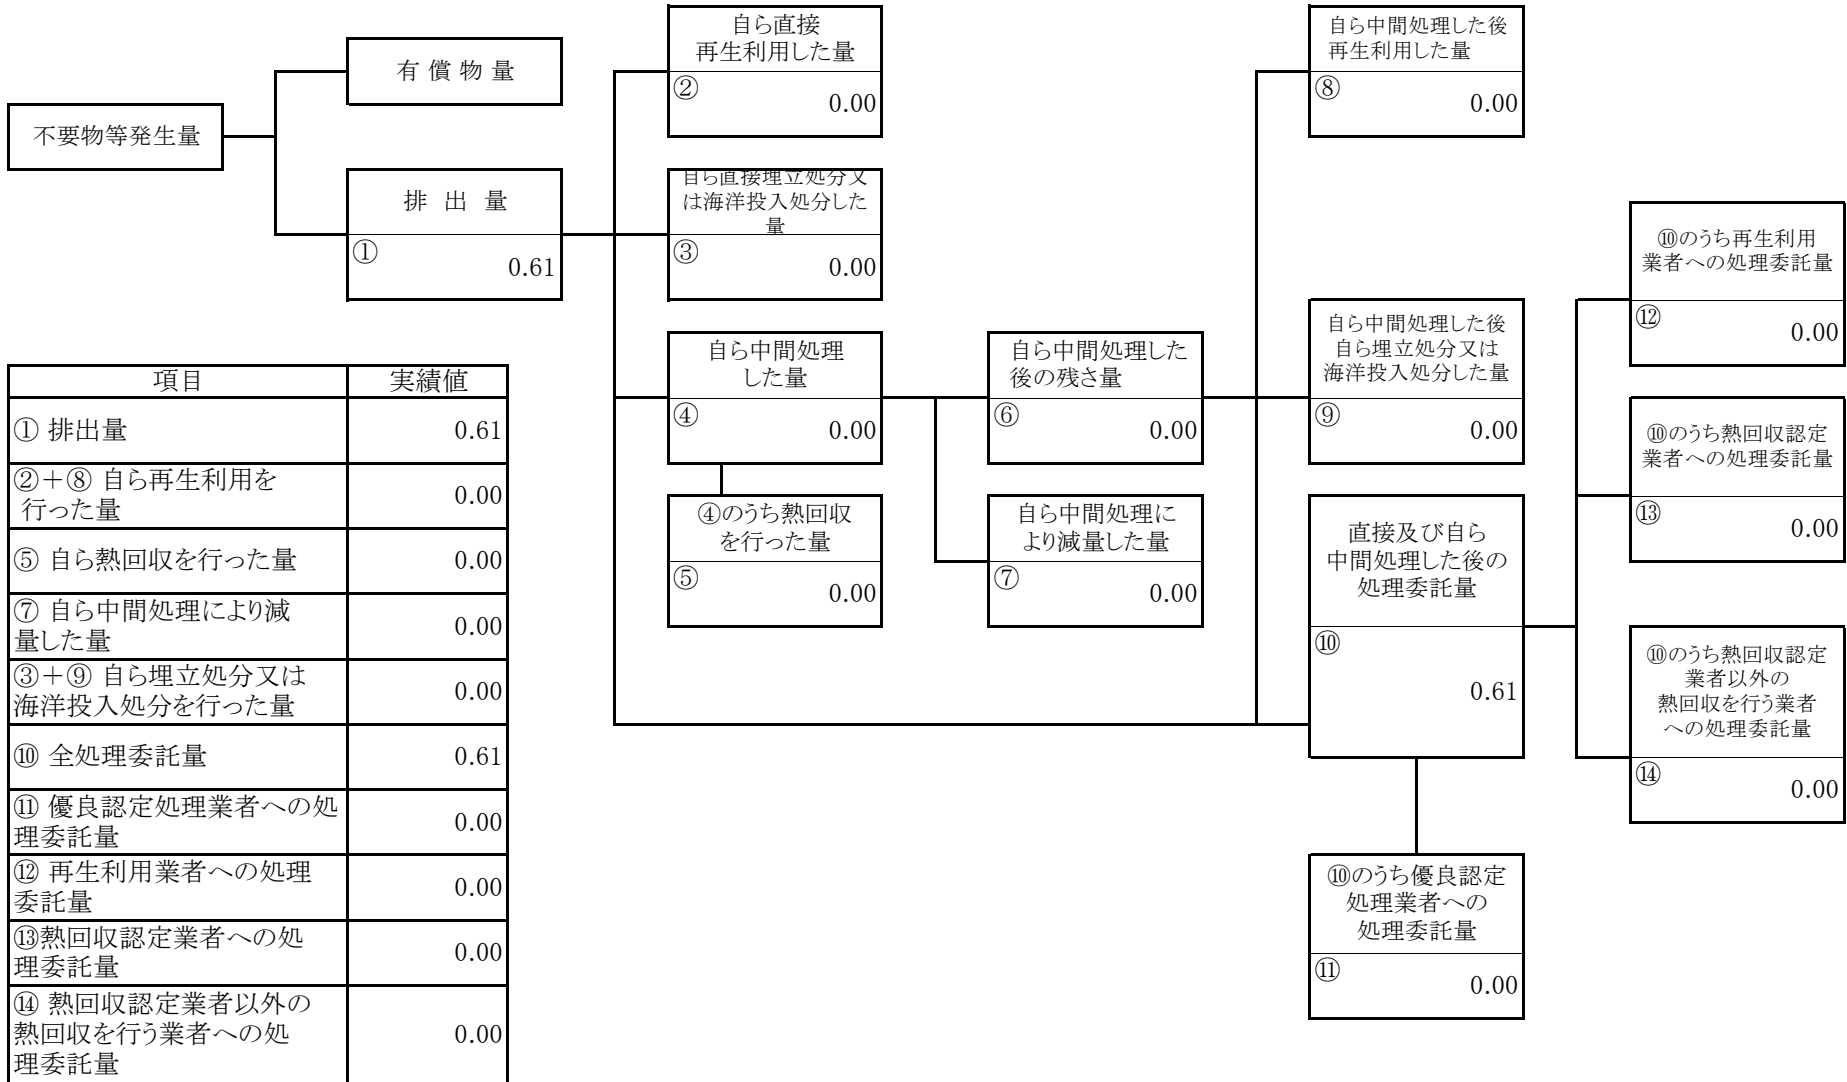 不要物等発生量
有 償 物 量
排 出 量
①
0.61
自ら直接
再生利用した量
②
0.00
自ら直接埋立処分又
は海洋投入処分した
量
③
0.00
自ら中間処理
した量
④
0.00
④のうち熱回収
を行った量
⑤
0.00
自ら中間処理した
後の残さ量
⑥
0.00
自ら中間処理に
より減量した量
⑦
0.00
自ら中間処理した後
再生利用した量
⑧
0.00
自ら中間処理した後
自ら埋立処分又は
海洋投入処分した量
⑨
0.00
直接及び自ら
中間処理した後の
処理委託量
⑩
0.61
⑩のうち優良認定
処理業者への
処理委託量
⑪
0.00
⑩のうち再生利用
業者への処理委託量
⑫
0.00
⑩のうち熱回収認定
業者への処理委託量
⑬
0.00
⑩のうち熱回収認定
業者以外の
熱回収を行う業者
への処理委託量
⑭
0.00
項目 実績値
① 排出量 0.61
②＋⑧ 自ら再生利用を
行った量 0.00
⑤ 自ら熱回収を行った量 0.00
⑦ 自ら中間処理により減
量した量 0.00
③＋⑨ 自ら埋立処分又は
海洋投入処分を行った量 0.00
⑩ 全処理委託量 0.61
⑪ 優良認定処理業者への処
理委託量 0.00
⑫ 再生利用業者への処理
委託量 0.00
⑬熱回収認定業者への処
理委託量 0.00
⑭ 熱回収認定業者以外の
熱回収を行う業者への処 0.00
理委託量